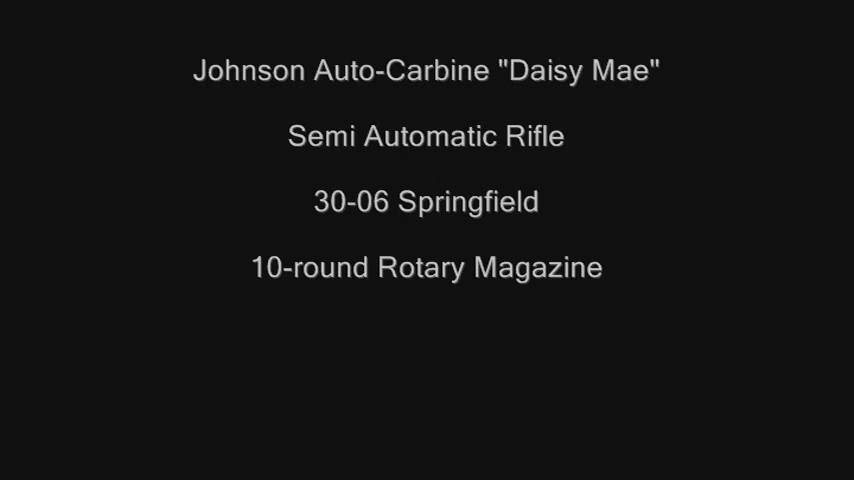 Johnson Auto-Carbine "Daisy Mae"
Semi Automatic Rifle
30-06 Springfield
10-round Rotary Magazine